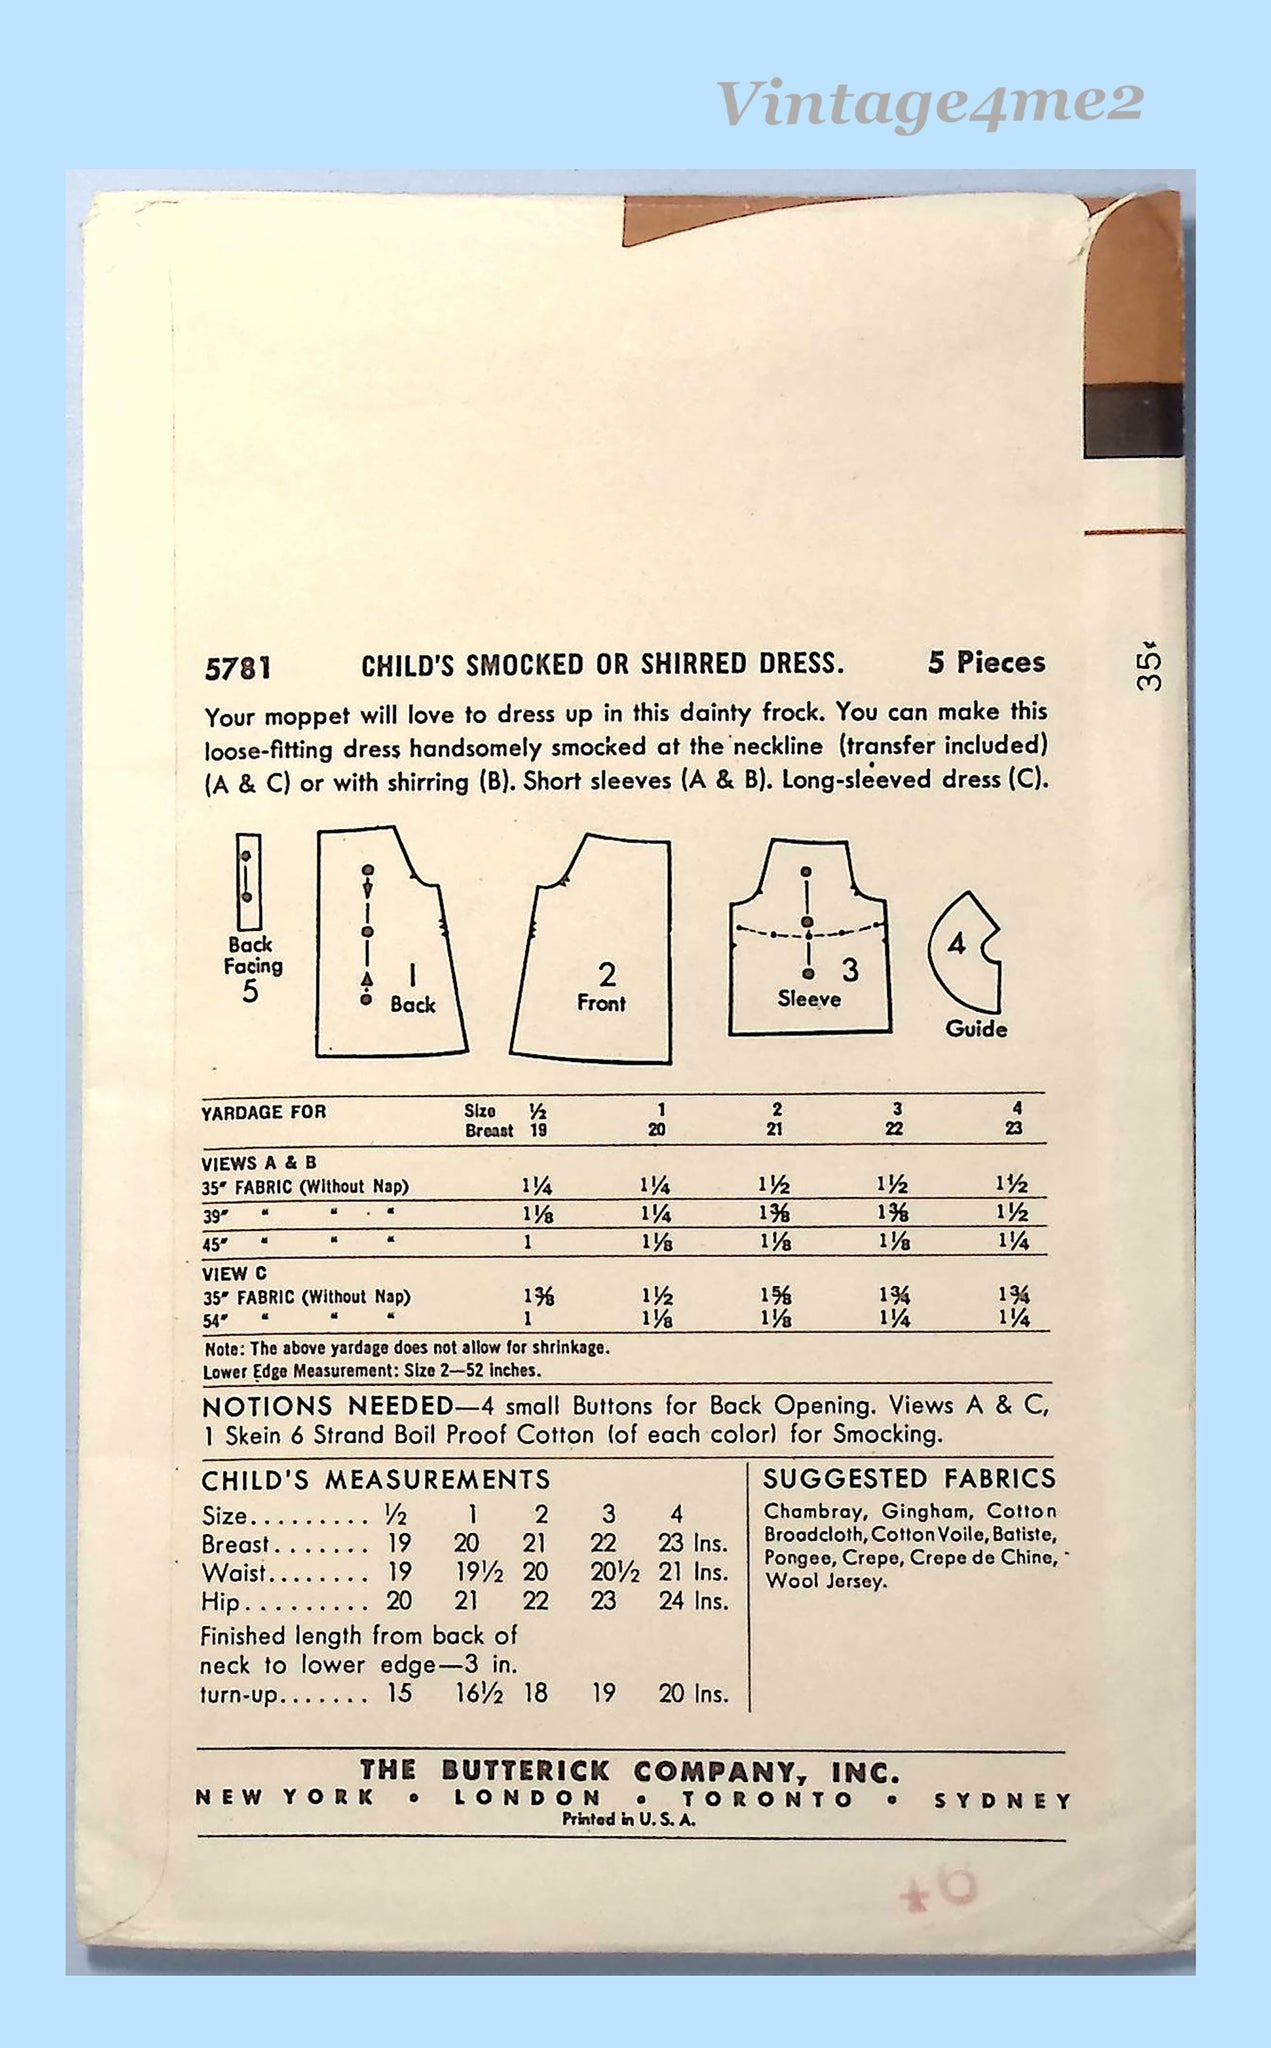 Vintage4me2
35¢
5781 CHILD'S SMOCKED OR SHIRRED DRESS. 5 Pieces
Your moppet will love to dress up in this dainty frock. You can make this
loose-fitting dress handsomely smocked at the neckline (transfer included)
(A & C) or with shirring (B). Short sleeves (A & B). Long-sleeved dress (C).
Back
Facing
5
1
Back
2
Front
3
Sleeve
4
Guide
YARDAGE FOR Size ½ 1 2 3 4
Breast 19 20 21 22 23
VIEWS A & B
35" FABRIC (Without Nap) 1¼ 1¼ 1½ 1½ 1½
39" " " " 1⅛ 1¼ 1⅜ 1⅜ 1½
45" " " " 1 1⅛ 1⅛ 1⅛ 1¼
VIEW C
35" FABRIC (Without Nap) 1⅜ 1½ 1⅝ 1¾ 1¾
54" " " " 1 1⅛ 1⅛ 1¼ 1¼
Note: The above yardage does not allow for shrinkage.
Lower Edge Measurement: Size 2—52 inches.
NOTIONS NEEDED—4 small Buttons for Back Opening. Views A & C,
1 Skein 6 Strand Boil Proof Cotton (of each color) for Smocking.
CHILD'S MEASUREMENTS
Size......... ½ 1 2 3 4
Breast....... 19 20 21 22 23 Ins.
Waist........ 19 19½ 20 20½ 21 Ins.
Hip.......... 20 21 22 23 24 Ins.
Finished length from back of
neck to lower edge—3 in.
turn-up....... 15 16½ 18 19 20 Ins.
SUGGESTED FABRICS
Chambray, Gingham, Cotton
Broadcloth, Cotton Voile, Batiste,
Pongee, Crepe, Crepe de Chine,
Wool Jersey.
THE BUTTERICK COMPANY, INC.
NEW YORK • LONDON • TORONTO • SYDNEY
Printed in U. S. A.